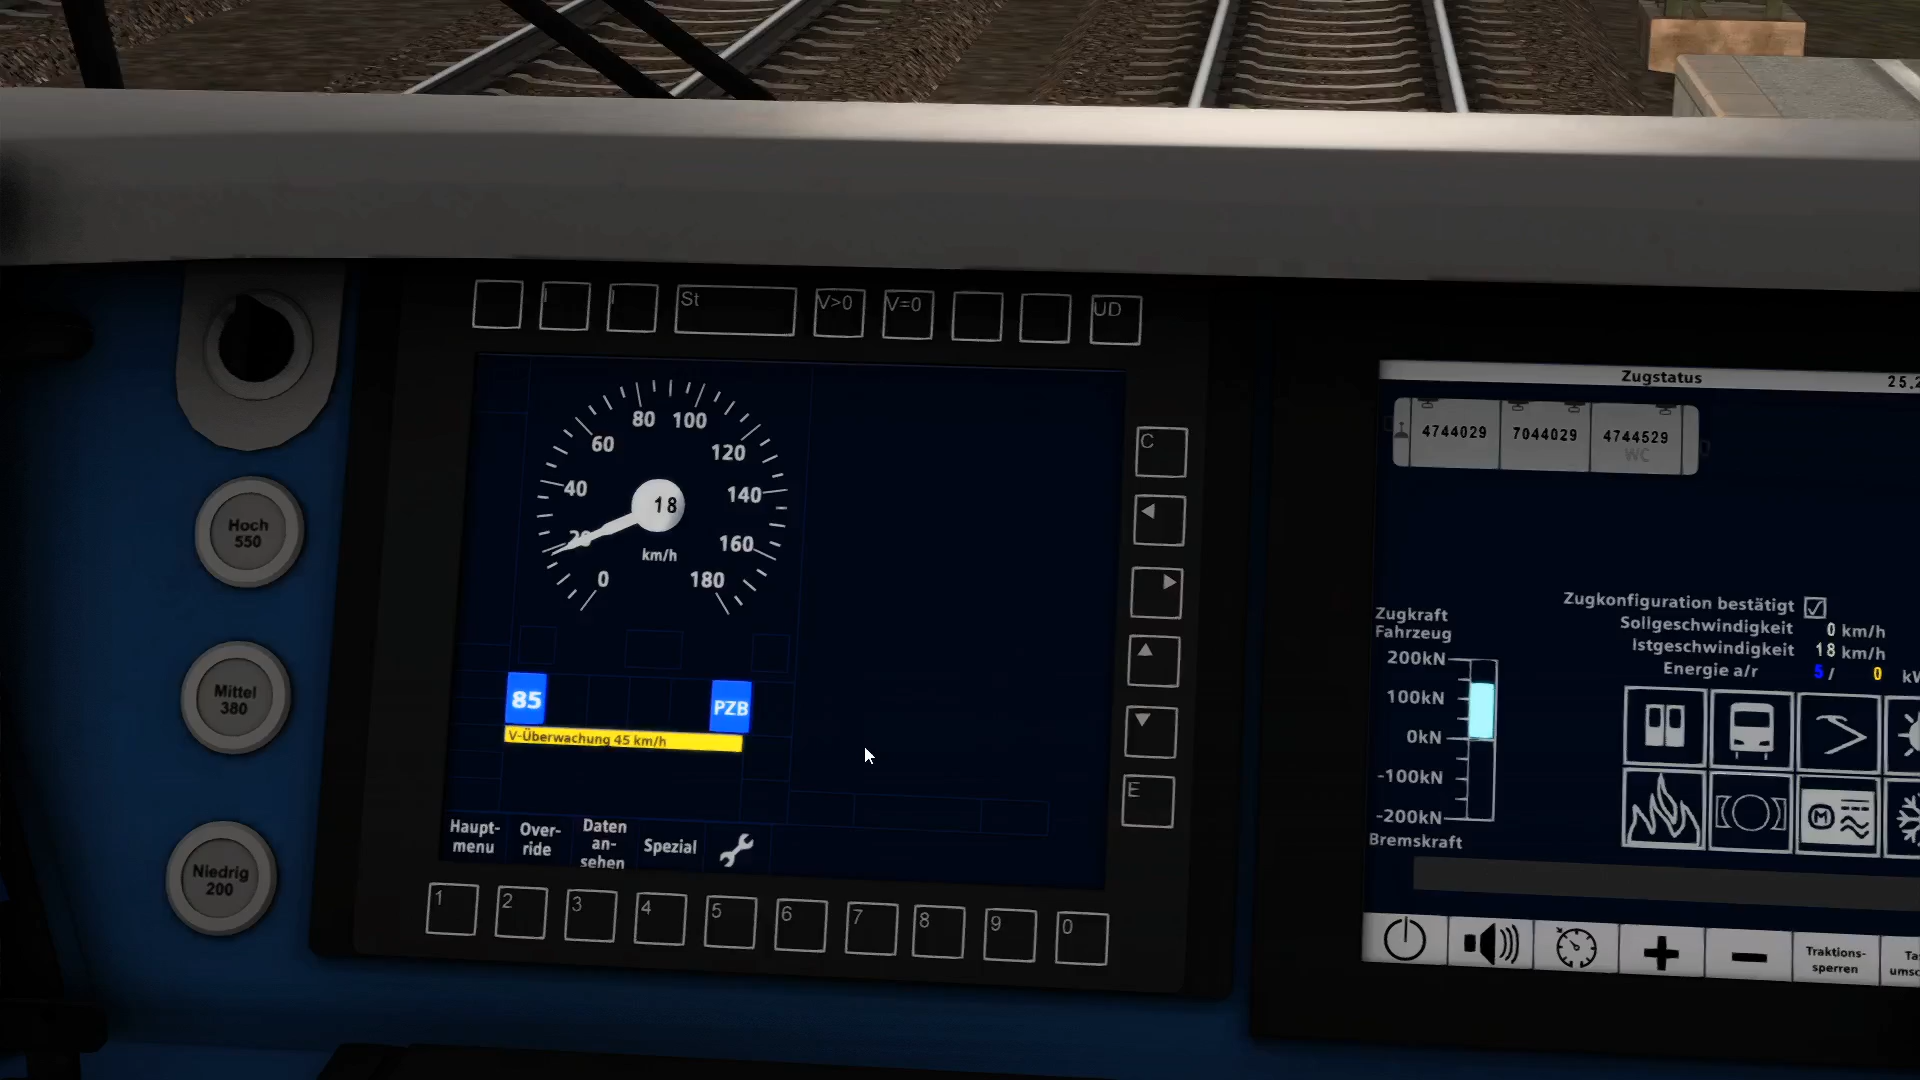 St
V>0
V=0
UD
Hoch
550
Mittel
380
Niedrig
200
80
100
60
120
40
140
18
20
160
km/h
0
180
85
PZB
V-Überwachung 45 km/h
Haupt-
menu
Over-
ride
Daten
an-
sehen
Spezial
C
E
1
2
3
4
5
6
7
8
9
0
Zugstatus
4744029
7044029
4744529
WC
Zugkonfiguration bestätigt
Sollgeschwindigkeit 0 km/h
Istgeschwindigkeit 18 km/h
Energie a/r 5/ 0
Zugkraft
Fahrzeug
200kN
100kN
0kN
-100kN
-200kN
Bremskraft
M
Traktions-
sperren